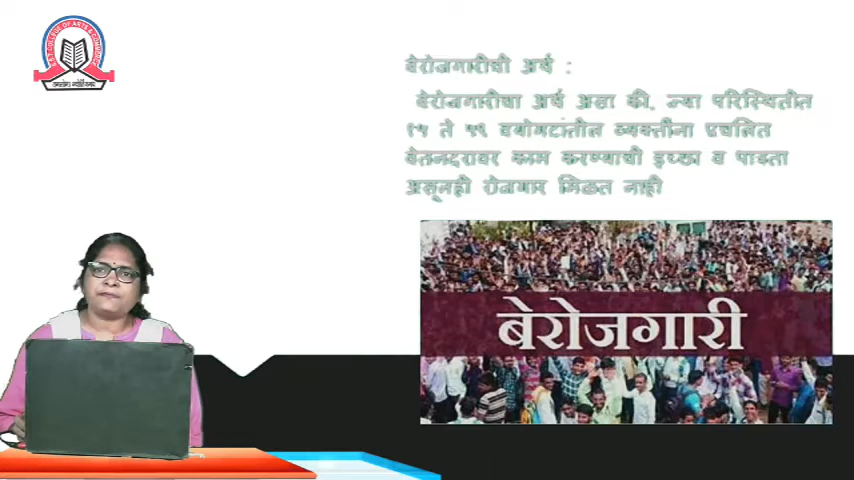 बेरोजगारीची अर्थ :
बेरोजगारीचा अर्थ असा की, ज्या परिस्थितीत
१५ ते ५९ वयोगटातील व्यक्तींना प्रचलित
वेतनदरावर काम करण्याची इच्छा व पात्रता
असूनही रोजगार मिळत नाही
बेरोजगारी